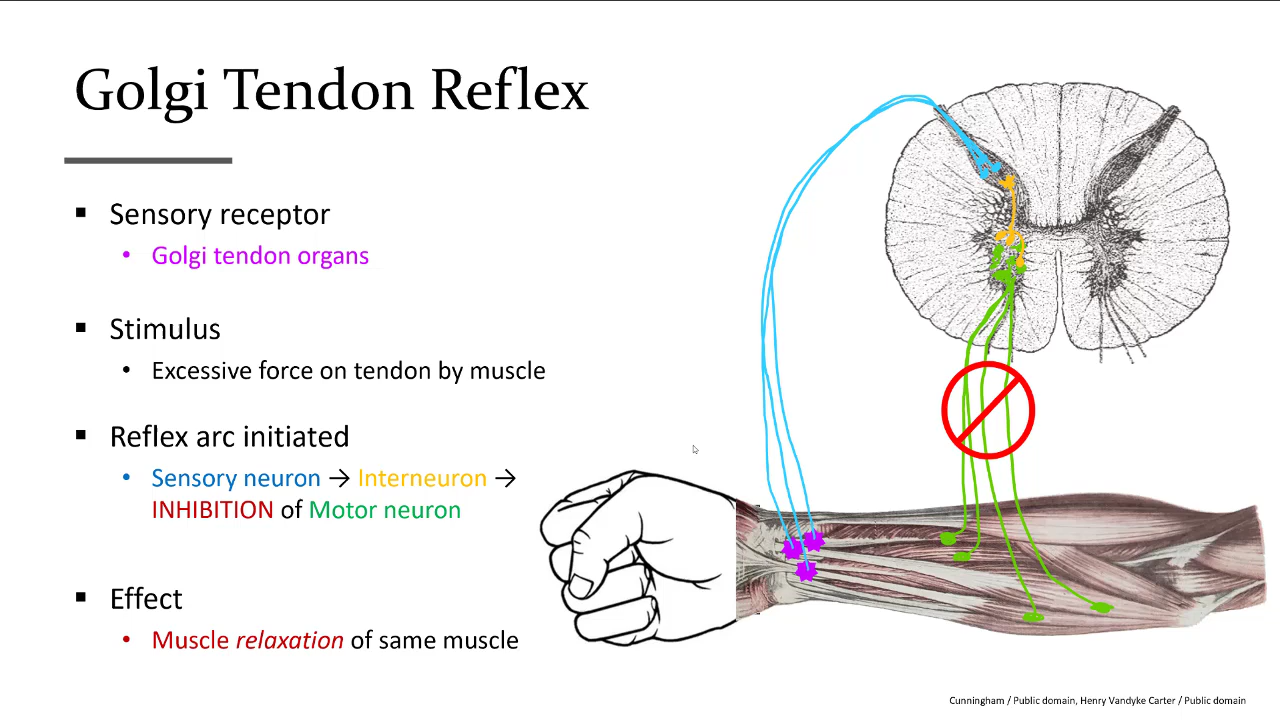 Golgi Tendon Reflex
▪ Sensory receptor
• Golgi tendon organs
▪ Stimulus
• Excessive force on tendon by muscle
▪ Reflex arc initiated
• Sensory neuron → Interneuron →
INHIBITION of Motor neuron
▪ Effect
• Muscle relaxation of same muscle
Cunningham / Public domain, Henry Vandyke Carter / Public domain